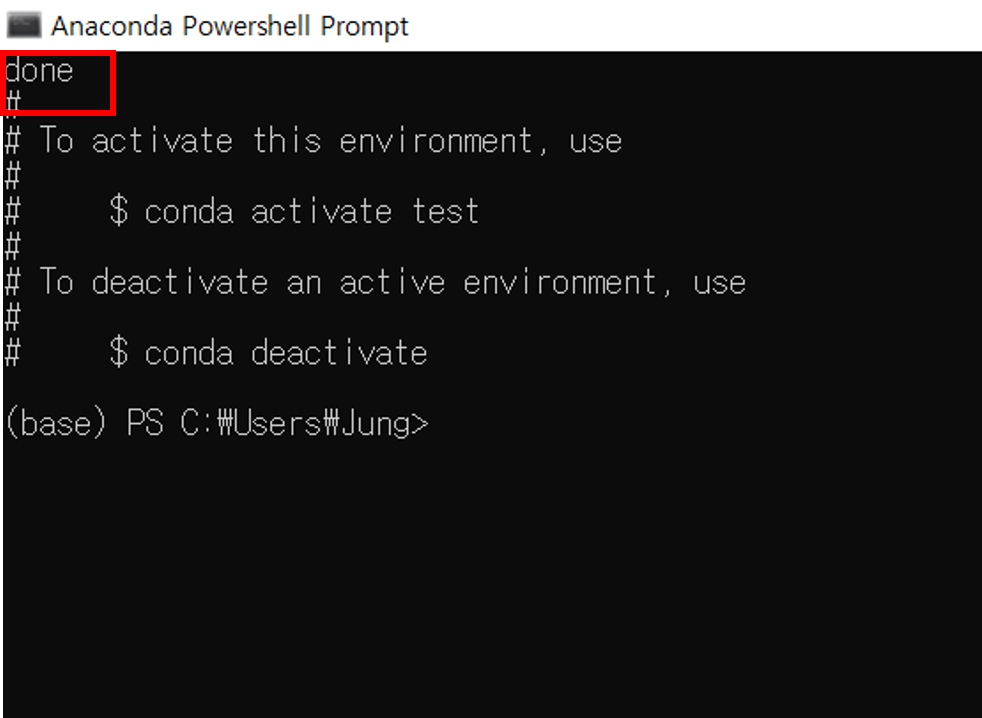 Anaconda Powershell Prompt
done
#
# To activate this environment, use
#
#     $ conda activate test
#
# To deactivate an active environment, use
#
#     $ conda deactivate
(base) PS C:₩Users₩Jung>